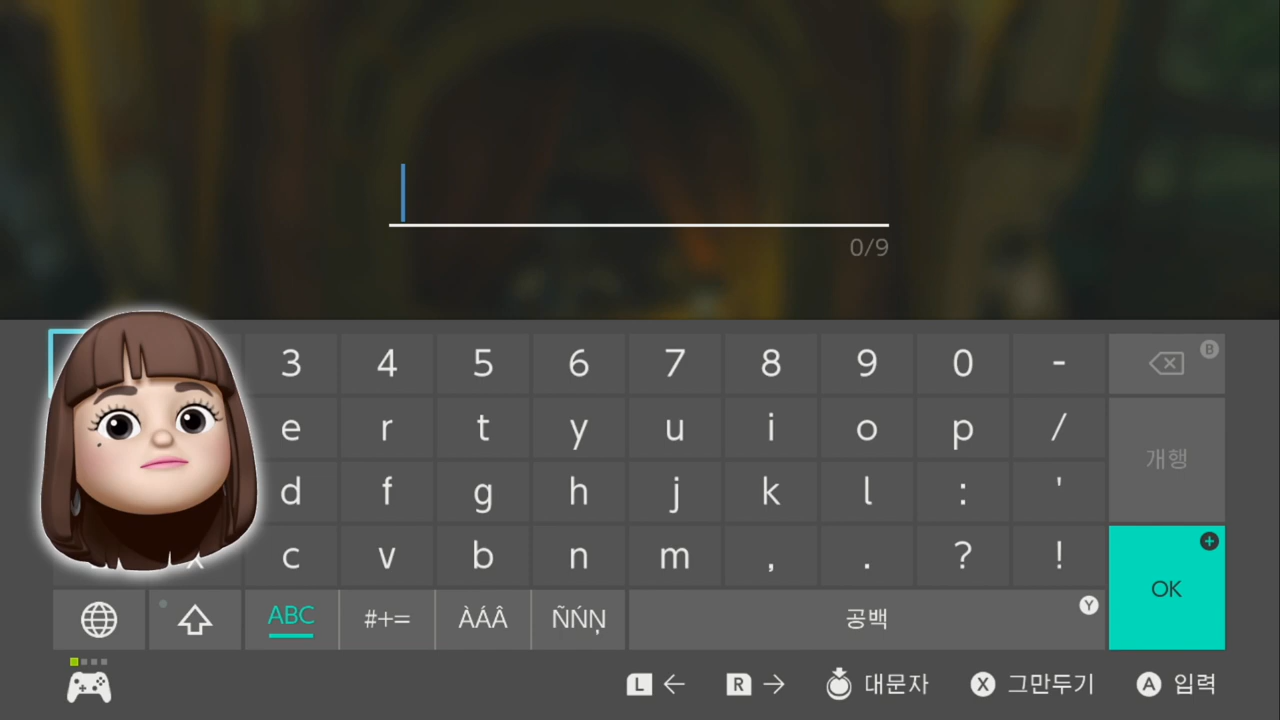 0/9
3 4 5 6 7 8 9 0 - B
e r t y u i o p /
개행
d f g h j k l : '
c v b n m , . ? ! +
OK
ABC #+= ÀÁÂ ÑŃŅ 공백 Y
L ← R → 대문자 X 그만두기 A 입력